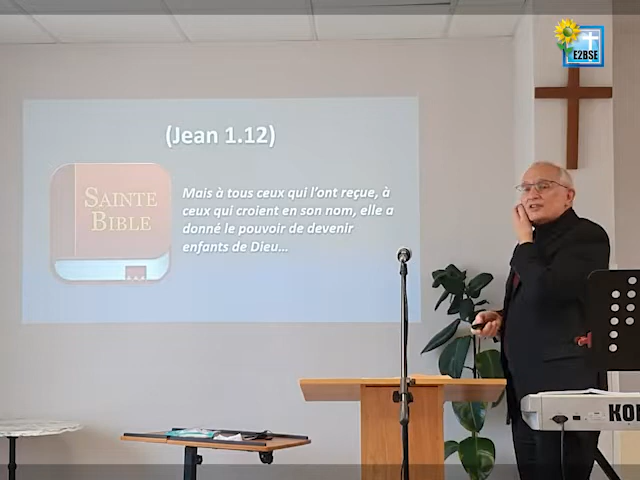 E2BSE
(Jean 1.12)
SAINTE
BIBLE
Mais à tous ceux qui l'ont reçue, à
ceux qui croient en son nom, elle a
donné le pouvoir de devenir
enfants de Dieu...